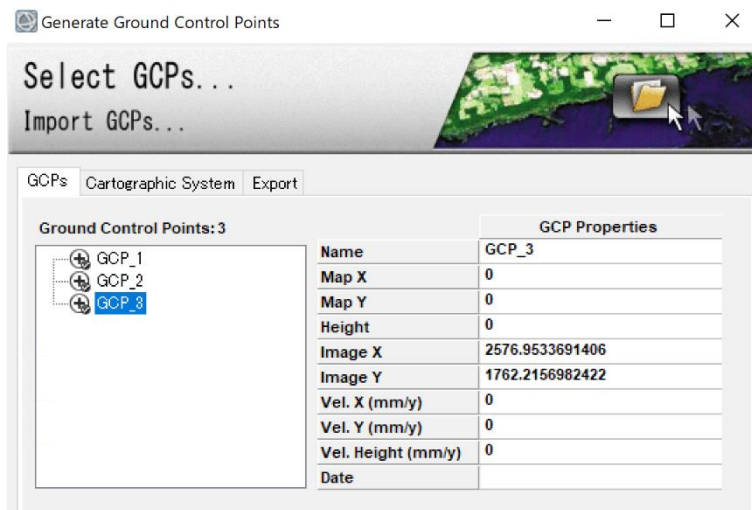 Generate Ground Control Points
Select GCPs...
Import GCPs...
GCPs Cartographic System Export
Ground Control Points: 3
GCP_1
GCP_2
GCP_3
GCP Properties
Name GCP_3
Map X 0
Map Y 0
Height 0
Image X 2576.9533691406
Image Y 1762.2156982422
Vel. X (mm/y) 0
Vel. Y (mm/y) 0
Vel. Height (mm/y) 0
Date